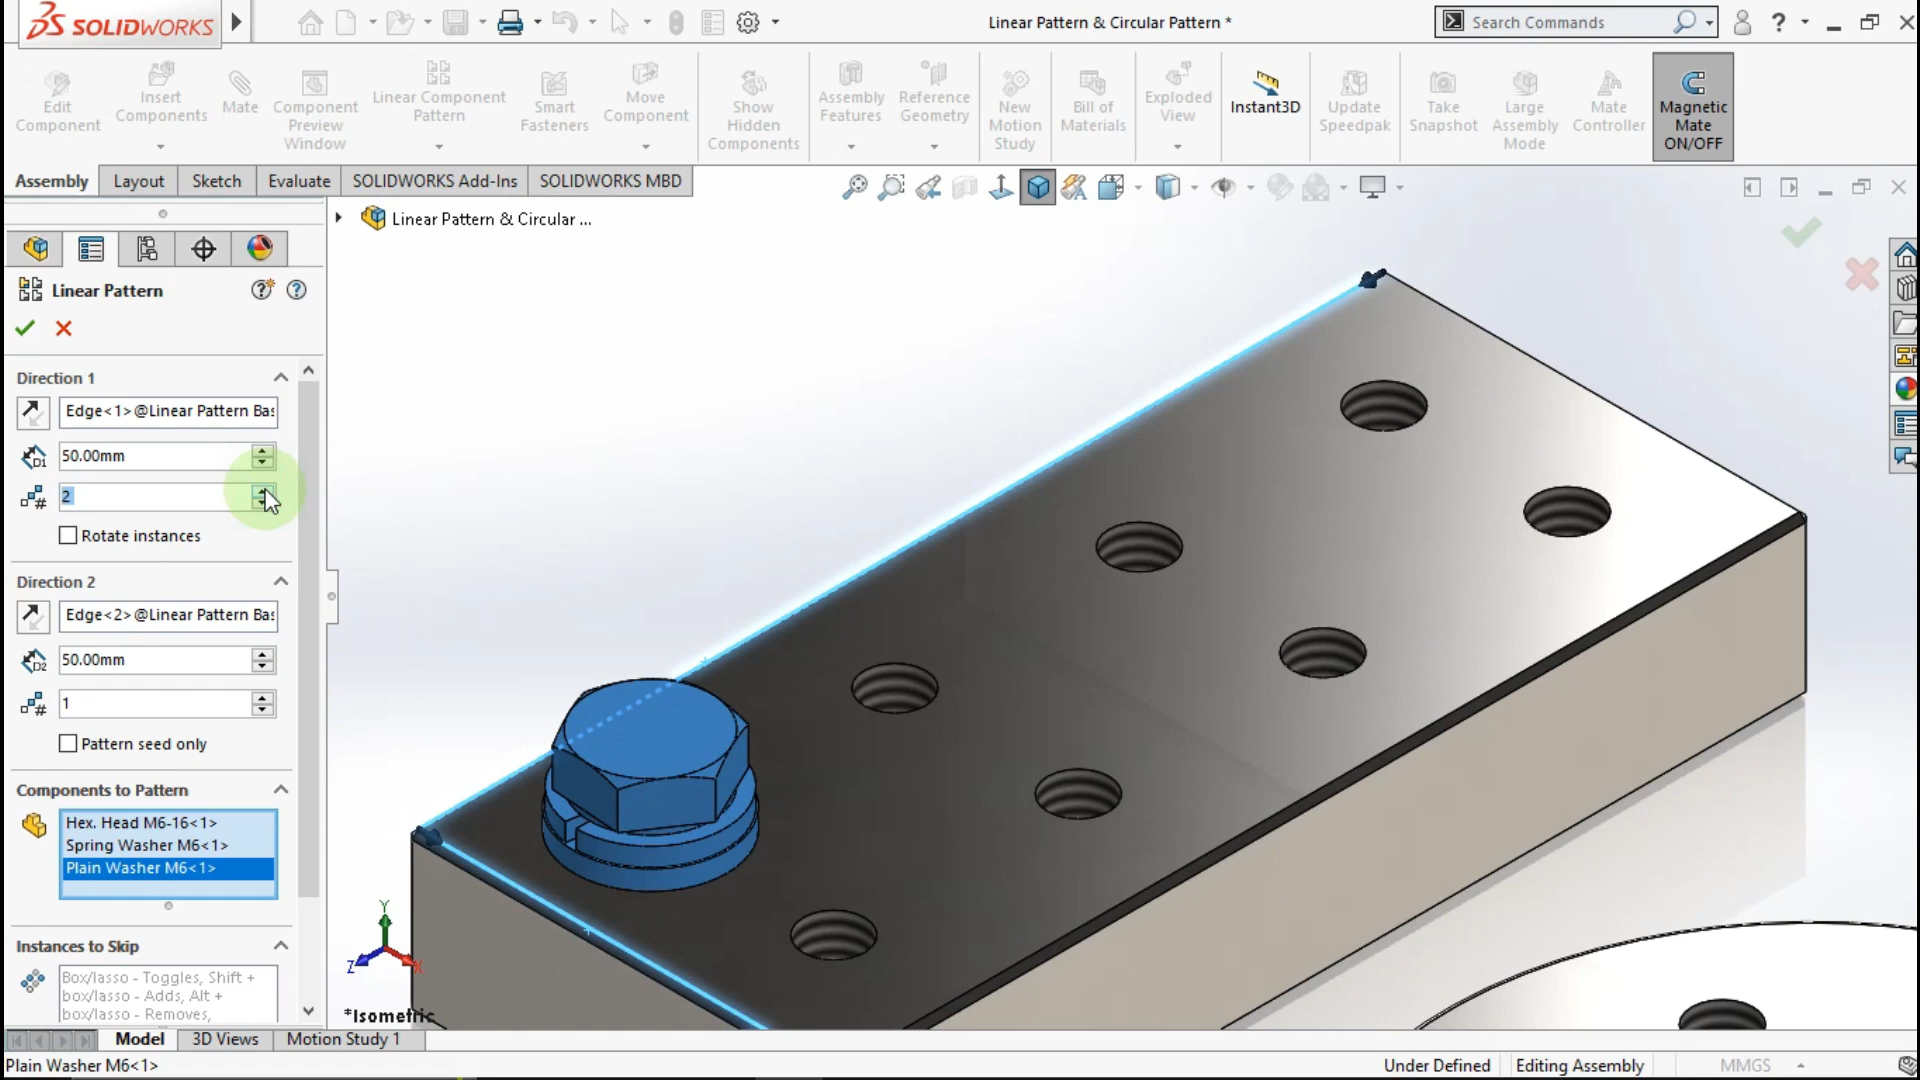 SOLIDWORKS
Linear Pattern & Circular Pattern *
Search Commands
?
Edit
Component
Insert
Components
Mate
Component
Preview
Window
Linear Component
Pattern
Smart
Fasteners
Move
Component
Show
Hidden
Components
Assembly
Features
Reference
Geometry
New
Motion
Study
Bill of
Materials
Exploded
View
Instant3D
Update
Speedpak
Take
Snapshot
Large
Assembly
Mode
Mate
Controller
Magnetic
Mate
ON/OFF
Assembly
Layout
Sketch
Evaluate
SOLIDWORKS Add-Ins
SOLIDWORKS MBD
Linear Pattern & Circular ...
Linear Pattern
Direction 1
Edge<1>@Linear Pattern Bas
D1
50.00mm
#
2
Rotate instances
Direction 2
Edge<2>@Linear Pattern Bas
D2
50.00mm
#
1
Pattern seed only
Components to Pattern
Hex. Head M6-16<1>
Spring Washer M6<1>
Plain Washer M6<1>
Instances to Skip
Box/lasso - Toggles, Shift +
box/lasso - Adds, Alt +
box/lasso - Removes,
Y
Z
X
*Isometric
Model
3D Views
Motion Study 1
Plain Washer M6<1>
Under Defined
Editing Assembly
MMGS